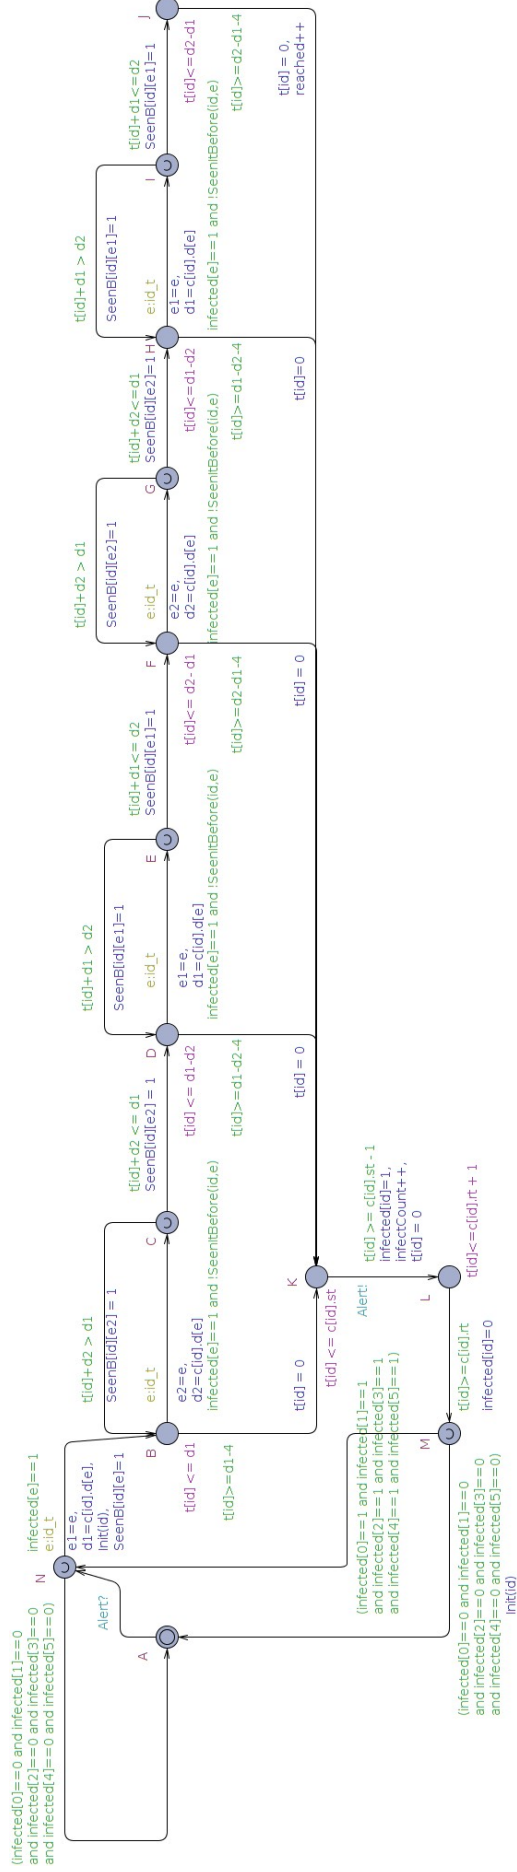 (infected[0]==0 and infected[1]==0
and infected[2]==0 and infected[3]==0
and infected[4]==0 and infected[5]==0)
N
infected[e]==1
e:id_t
e1=e,
d1=c[id].d[e],
Init(id),
SeenB[id][e]=1
Alert?
A
t[id]+d2 > d1
SeenB[id][e2] = 1
B
e:id_t
e2=e,
d2=c[id].d[e]
infected[e]==1 and !SeenItBefore(id,e)
t[id] <= d1
t[id]>=d1-4
t[id] = 0
C
t[id]+d2 <= d1
SeenB[id][e2] = 1
D
t[id] <= d1-d2
t[id]>=d1-d2-4
t[id] = 0
t[id]+d1 > d2
SeenB[id][e1]=1
e:id_t
e1=e,
d1=c[id].d[e]
infected[e]==1 and !SeenItBefore(id,e)
E
t[id]+d1<= d2
SeenB[id][e1]=1
F
t[id]<= d2- d1
t[id]>=d2-d1-4
t[id] = 0
t[id]+d2 > d1
SeenB[id][e2]=1
e:id_t
e2=e,
d2=c[id].d[e]
infected[e]==1 and !SeenItBefore(id,e)
G
t[id]+d2<=d1
SeenB[id][e2]=1
H
t[id]<=d1-d2
t[id]>=d1-d2-4
t[id]=0
t[id]+d1 > d2
SeenB[id][e1]=1
e:id_t
e1=e,
d1=c[id].d[e]
infected[e]==1 and !SeenItBefore(id,e)
I
t[id]+d1<=d2
SeenB[id][e1]=1
J
t[id]<=d2-d1
t[id]>=d2-d1-4
t[id] = 0,
reached++
K
t[id] <= c[id].st
Alert!
t[id] >= c[id].st - 1
infected[id]=1,
infectCount++,
t[id] = 0
L
t[id]<=c[id].rt + 1
t[id]>=c[id].rt
infected[id]=0
M
(infected[0]==1 and infected[1]==1
and infected[2]==1 and infected[3]==1
and infected[4]==1 and infected[5]==1)
(infected[0]==0 and infected[1]==0
and infected[2]==0 and infected[3]==0
and infected[4]==0 and infected[5]==0)
Init(id)